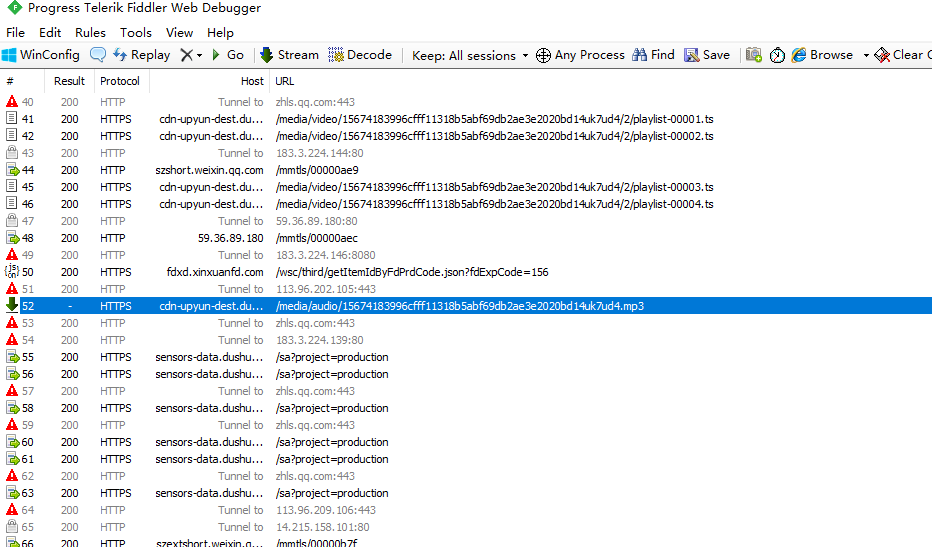 Progress Telerik Fiddler Web Debugger
File Edit Rules Tools View Help
WinConfig Replay Go Stream Decode Keep: All sessions Any Process Find Save Browse Clear C
# Result Protocol Host URL
40 200 HTTP Tunnel to zhls.qq.com:443
41 200 HTTPS cdn-upyun-dest.du... /media/video/15674183996cfff11318b5abf69db2ae3e2020bd14uk7ud4/2/playlist-00001.ts
42 200 HTTPS cdn-upyun-dest.du... /media/video/15674183996cfff11318b5abf69db2ae3e2020bd14uk7ud4/2/playlist-00002.ts
43 200 HTTP Tunnel to 183.3.224.144:80
44 200 HTTP szshort.weixin.qq.com /mmtls/00000ae9
45 200 HTTPS cdn-upyun-dest.du... /media/video/15674183996cfff11318b5abf69db2ae3e2020bd14uk7ud4/2/playlist-00003.ts
46 200 HTTPS cdn-upyun-dest.du... /media/video/15674183996cfff11318b5abf69db2ae3e2020bd14uk7ud4/2/playlist-00004.ts
47 200 HTTP Tunnel to 59.36.89.180:80
48 200 HTTP 59.36.89.180 /mmtls/00000aec
49 200 HTTP Tunnel to 183.3.224.146:8080
50 200 HTTP fdxd.xinxuanfd.com /wsc/third/getItemIdByFdPrdCode.json?fdExpCode=156
51 200 HTTP Tunnel to 113.96.202.105:443
52 - HTTPS cdn-upyun-dest.du... /media/audio/15674183996cfff11318b5abf69db2ae3e2020bd14uk7ud4.mp3
53 200 HTTP Tunnel to zhls.qq.com:443
54 200 HTTP Tunnel to 183.3.224.139:80
55 200 HTTPS sensors-data.dushu... /sa?project=production
56 200 HTTPS sensors-data.dushu... /sa?project=production
57 200 HTTP Tunnel to zhls.qq.com:443
58 200 HTTPS sensors-data.dushu... /sa?project=production
59 200 HTTP Tunnel to zhls.qq.com:443
60 200 HTTPS sensors-data.dushu... /sa?project=production
61 200 HTTPS sensors-data.dushu... /sa?project=production
62 200 HTTP Tunnel to zhls.qq.com:443
63 200 HTTPS sensors-data.dushu... /sa?project=production
64 200 HTTP Tunnel to 113.96.209.106:443
65 200 HTTP Tunnel to 14.215.158.101:80
66 200 HTTP szextshort.weixin.q... /mmtls/00000b7f